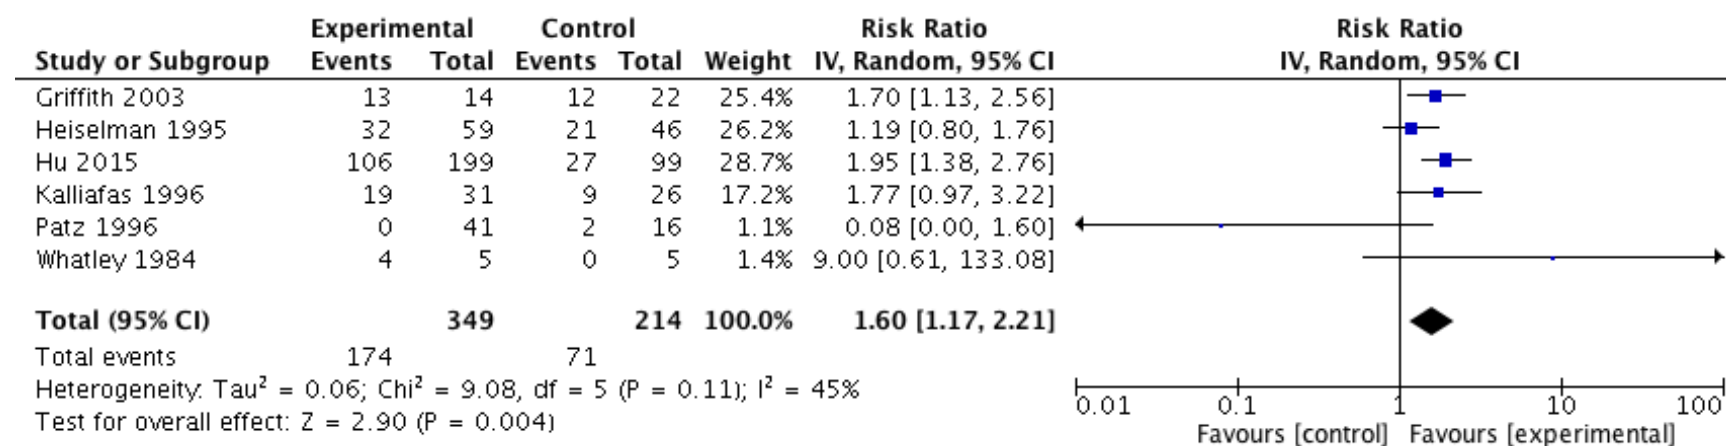 Experimental Control Risk Ratio Risk Ratio
Study or Subgroup Events Total Events Total Weight IV, Random, 95% CI IV, Random, 95% CI
Griffith 2003 13 14 12 22 25.4% 1.70 [1.13, 2.56]
Heiselman 1995 32 59 21 46 26.2% 1.19 [0.80, 1.76]
Hu 2015 106 199 27 99 28.7% 1.95 [1.38, 2.76]
Kalliafas 1996 19 31 9 26 17.2% 1.77 [0.97, 3.22]
Patz 1996 0 41 2 16 1.1% 0.08 [0.00, 1.60]
Whatley 1984 4 5 0 5 1.4% 9.00 [0.61, 133.08]
Total (95% CI) 349 214 100.0% 1.60 [1.17, 2.21]
Total events 174 71
Heterogeneity: Tau² = 0.06; Chi² = 9.08, df = 5 (P = 0.11); I² = 45%
Test for overall effect: Z = 2.90 (P = 0.004)
0.01 0.1 1 10 100
Favours [control] Favours [experimental]